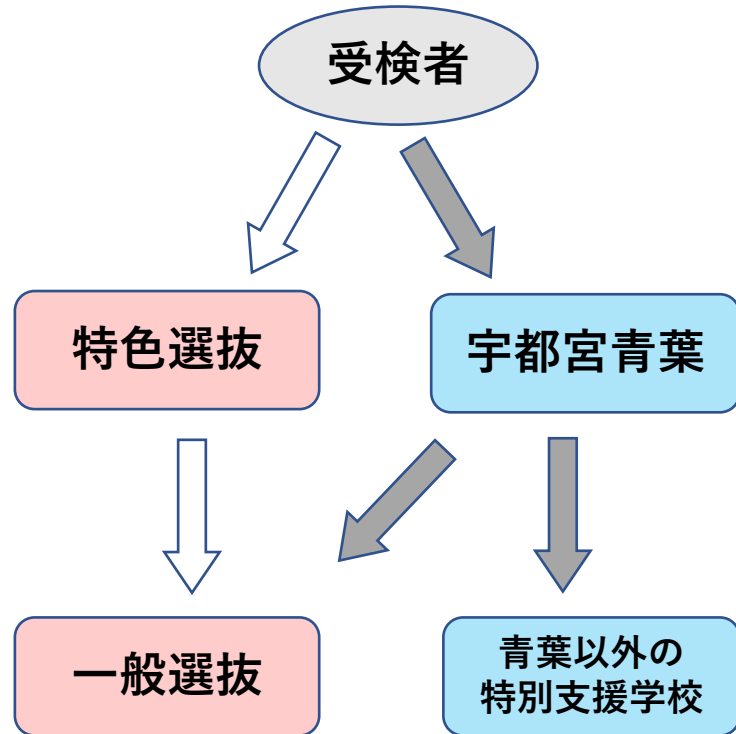 受検者
特色選抜
宇都宮青葉
一般選抜
青葉以外の
特別支援学校